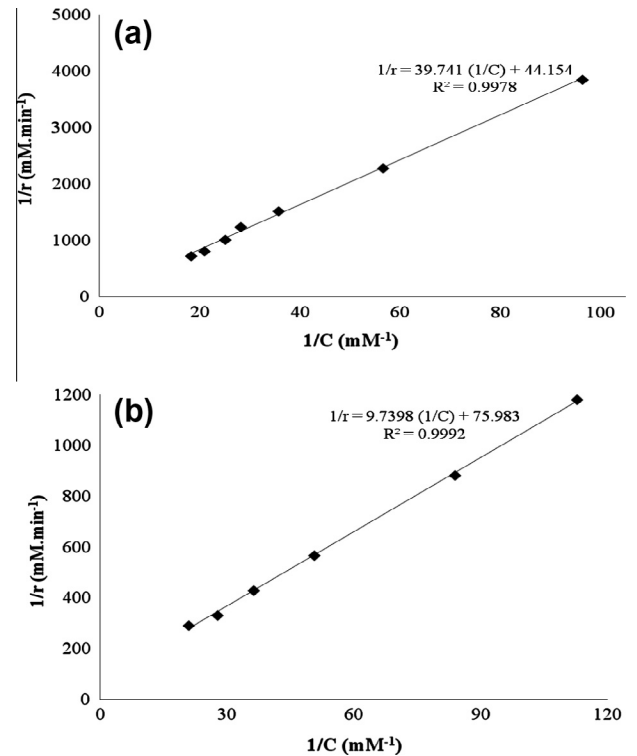 (a)
5000
4000
3000
2000
1000
0
1/r (mM.min⁻¹)
1/r = 39.741 (1/C) + 44.154
R² = 0.9978
0 20 40 60 80 100
1/C (mM⁻¹)
(b)
1200
1000
800
600
400
200
0
1/r (mM.min⁻¹)
1/r = 9.7398 (1/C) + 75.983
R² = 0.9992
0 30 60 90 120
1/C (mM⁻¹)